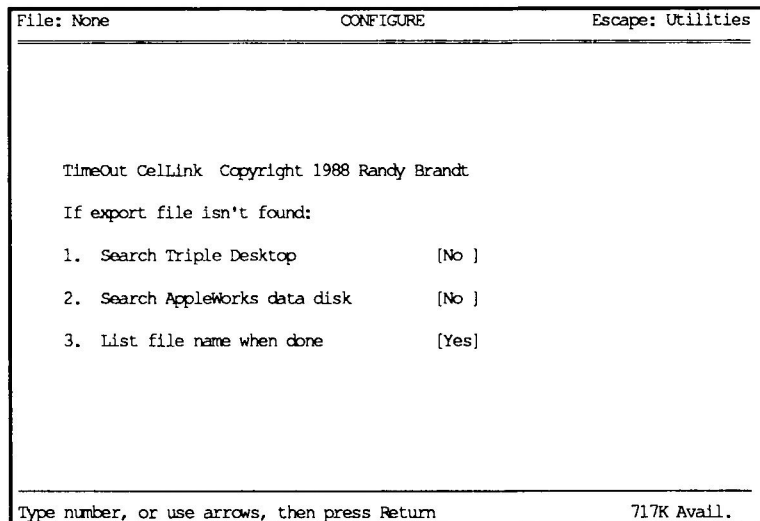 File: None CONFIGURE Escape: Utilities
TimeOut CelLink Copyright 1988 Randy Brandt
If export file isn't found:
1. Search Triple Desktop [No ]
2. Search AppleWorks data disk [No ]
3. List file name when done [Yes]
Type number, or use arrows, then press Return 717K Avail.